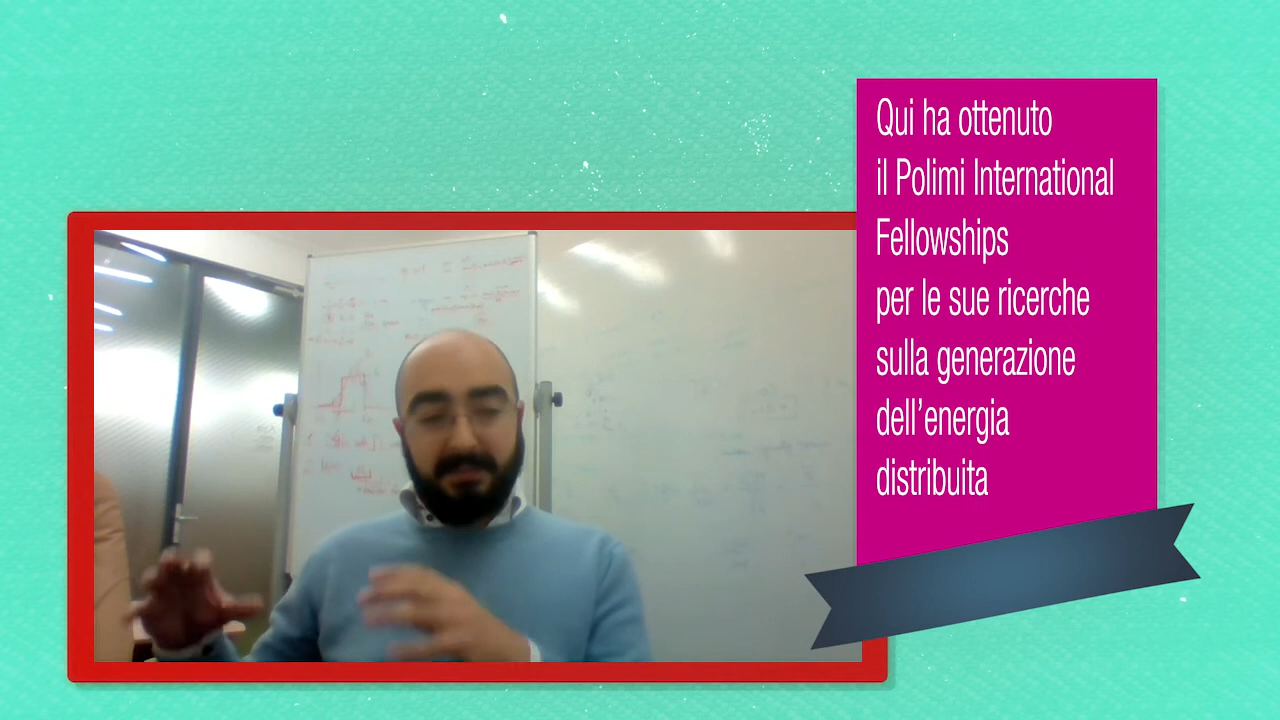 Qui ha ottenuto
il Polimi International
Fellowships
per le sue ricerche
sulla generazione
dell’energia
distribuita